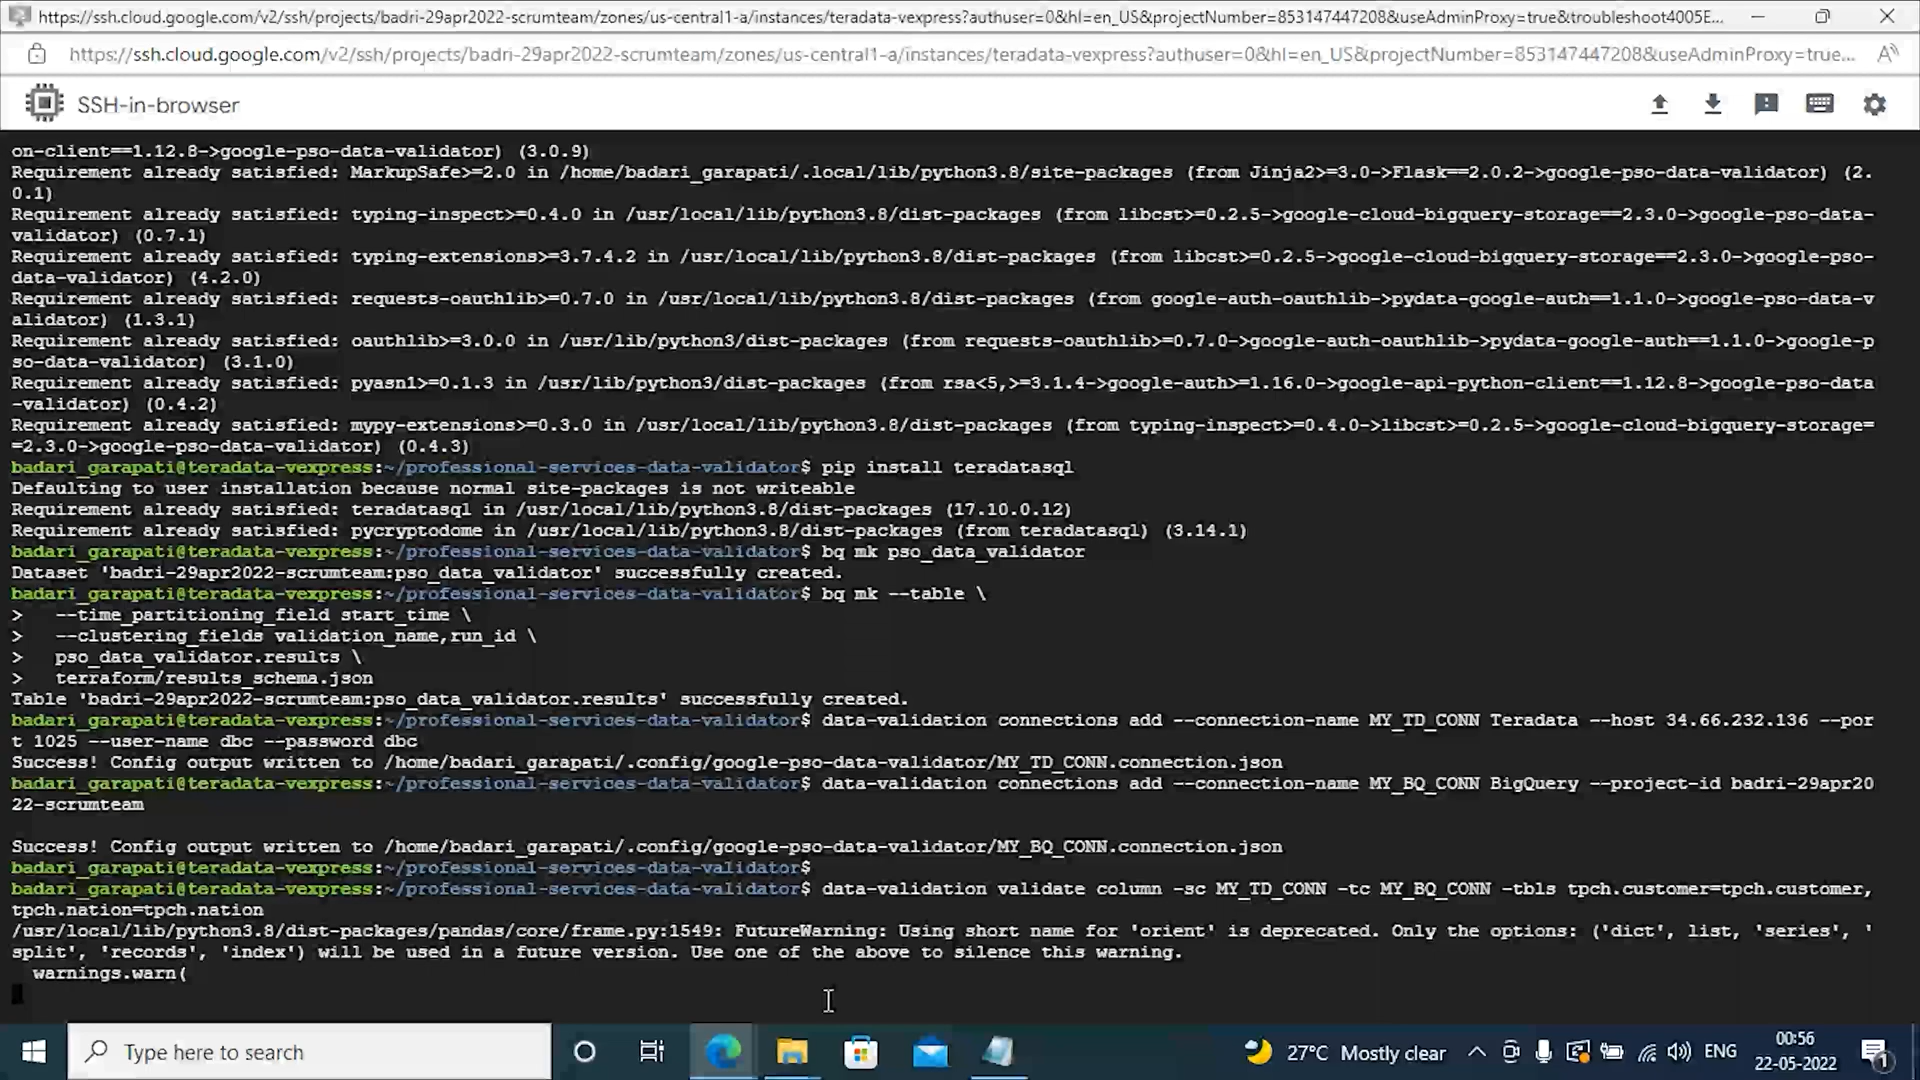 https://ssh.cloud.google.com/v2/ssh/projects/badri-29apr2022-scrumteam/zones/us-central1-a/instances/teradata-vexpress?authuser=0&hl=en_US&projectNumber=853147447208&useAdminProxy=true&troubleshoot4005E...
https://ssh.cloud.google.com/v2/ssh/projects/badri-29apr2022-scrumteam/zones/us-central1-a/instances/teradata-vexpress?authuser=0&hl=en_US&projectNumber=853147447208&useAdminProxy=true...
SSH-in-browser
on-client==1.12.8->google-pso-data-validator) (3.0.9)
Requirement already satisfied: MarkupSafe>=2.0 in /home/badari_garapati/.local/lib/python3.8/site-packages (from Jinja2>=3.0->Flask==2.0.2->google-pso-data-validator) (2.
0.1)
Requirement already satisfied: typing-inspect>=0.4.0 in /usr/local/lib/python3.8/dist-packages (from libcst>=0.2.5->google-cloud-bigquery-storage==2.3.0->google-pso-data-
validator) (0.7.1)
Requirement already satisfied: typing-extensions>=3.7.4.2 in /usr/local/lib/python3.8/dist-packages (from libcst>=0.2.5->google-cloud-bigquery-storage==2.3.0->google-pso-
data-validator) (4.2.0)
Requirement already satisfied: requests-oauthlib>=0.7.0 in /usr/local/lib/python3.8/dist-packages (from google-auth-oauthlib->pydata-google-auth==1.1.0->google-pso-data-v
alidator) (1.3.1)
Requirement already satisfied: oauthlib>=3.0.0 in /usr/lib/python3/dist-packages (from requests-oauthlib>=0.7.0->google-auth-oauthlib->pydata-google-auth==1.1.0->google-p
so-data-validator) (3.1.0)
Requirement already satisfied: pyasn1>=0.1.3 in /usr/lib/python3/dist-packages (from rsa<5,>=3.1.4->google-auth>=1.16.0->google-api-python-client==1.12.8->google-pso-data
-validator) (0.4.2)
Requirement already satisfied: mypy-extensions>=0.3.0 in /usr/local/lib/python3.8/dist-packages (from typing-inspect>=0.4.0->libcst>=0.2.5->google-cloud-bigquery-storage=
=2.3.0->google-pso-data-validator) (0.4.3)
badari_garapati@teradata-vexpress:~/professional-services-data-validator$ pip install teradatasql
Defaulting to user installation because normal site-packages is not writeable
Requirement already satisfied: teradatasql in /usr/local/lib/python3.8/dist-packages (17.10.0.12)
Requirement already satisfied: pycryptodome in /usr/local/lib/python3.8/dist-packages (from teradatasql) (3.14.1)
badari_garapati@teradata-vexpress:~/professional-services-data-validator$ bq mk pso_data_validator
Dataset 'badri-29apr2022-scrumteam:pso_data_validator' successfully created.
badari_garapati@teradata-vexpress:~/professional-services-data-validator$ bq mk --table \
>   --time_partitioning_field start_time \
>   --clustering_fields validation_name,run_id \
>   pso_data_validator.results \
>   terraform/results_schema.json
Table 'badri-29apr2022-scrumteam:pso_data_validator.results' successfully created.
badari_garapati@teradata-vexpress:~/professional-services-data-validator$ data-validation connections add --connection-name MY_TD_CONN Teradata --host 34.66.232.136 --por
t 1025 --user-name dbc --password dbc
Success! Config output written to /home/badari_garapati/.config/google-pso-data-validator/MY_TD_CONN.connection.json
badari_garapati@teradata-vexpress:~/professional-services-data-validator$ data-validation connections add --connection-name MY_BQ_CONN BigQuery --project-id badri-29apr20
22-scrumteam
Success! Config output written to /home/badari_garapati/.config/google-pso-data-validator/MY_BQ_CONN.connection.json
badari_garapati@teradata-vexpress:~/professional-services-data-validator$
badari_garapati@teradata-vexpress:~/professional-services-data-validator$ data-validation validate column -sc MY_TD_CONN -tc MY_BQ_CONN -tbls tpch.customer=tpch.customer,
tpch.nation=tpch.nation
/usr/local/lib/python3.8/dist-packages/pandas/core/frame.py:1549: FutureWarning: Using short name for 'orient' is deprecated. Only the options: ('dict', list, 'series', '
split', 'records', 'index') will be used in a future version. Use one of the above to silence this warning.
  warnings.warn(
Type here to search
27°C Mostly clear
ENG
00:56
22-05-2022
1